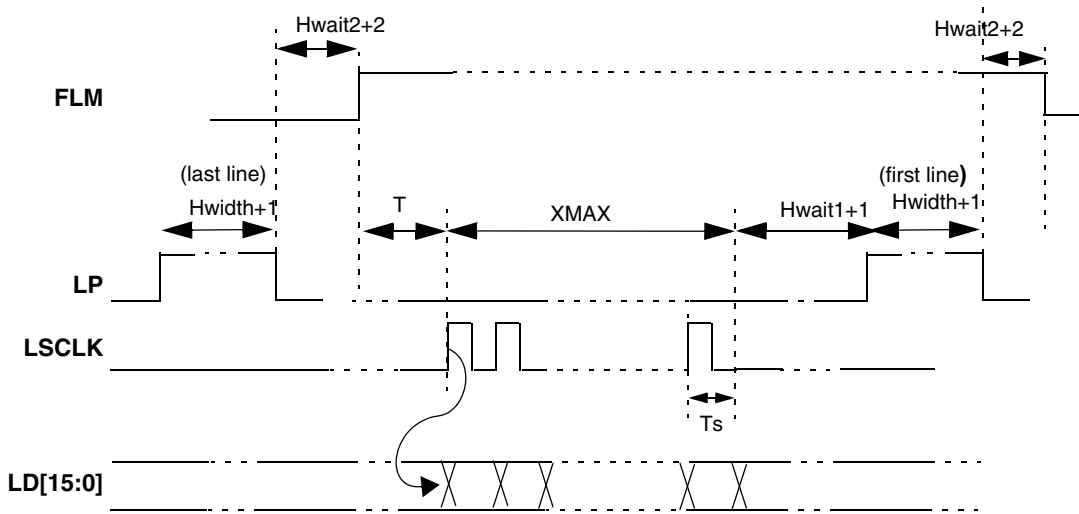 Hwait2+2
Hwait2+2
FLM
(last line)
Hwidth+1
T
XMAX
Hwait1+1
(first line)
Hwidth+1
LP
LSCLK
Ts
LD[15:0]